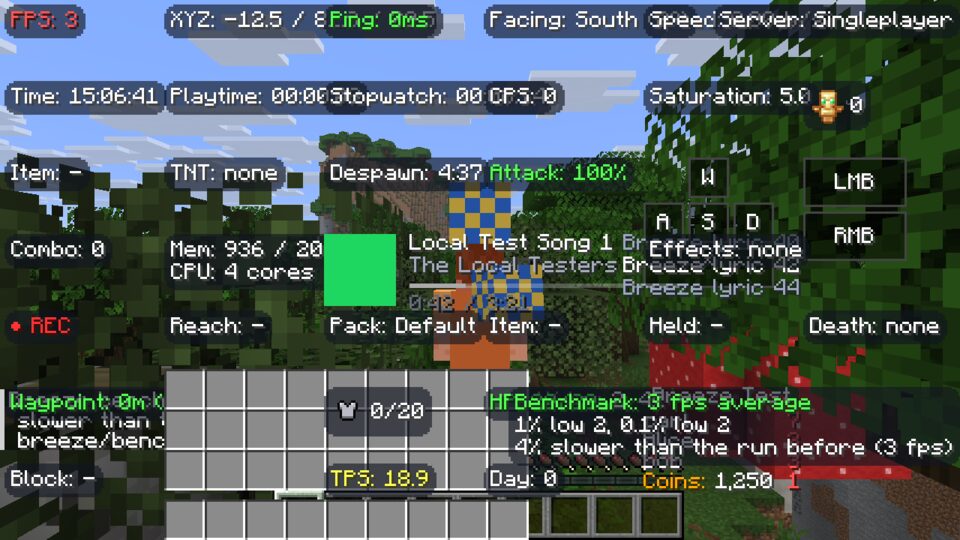 FPS: 3
XYZ: -12.5 / 8
Ping: 0ms
Facing: South
Speed
Server: Singleplayer
Time: 15:06:41
Playtime: 00:00
Stopwatch: 00
CPS: 0
Saturation: 5.0
0
Item: -
TNT: none
Despawn: 4:37
Attack: 100%
W
LMB
A S D
RMB
Combo: 0
Mem: 936 / 20
CPU: 4 cores
Local Test Song 1
The Local Testers
0:42 / 3:21
Effects: none
Breeze lyric 42
Breeze lyric 44
REC
Reach: -
Pack: Default
Item: -
Held: -
Death: none
Waypoint: 0m
slower than
breeze/benc
0/20
Benchmark: 3 fps average
1% low 2, 0.1% low 2
4% slower than the run before (3 fps)
Block: -
TPS: 18.9
Day: 0
Coins: 1,250